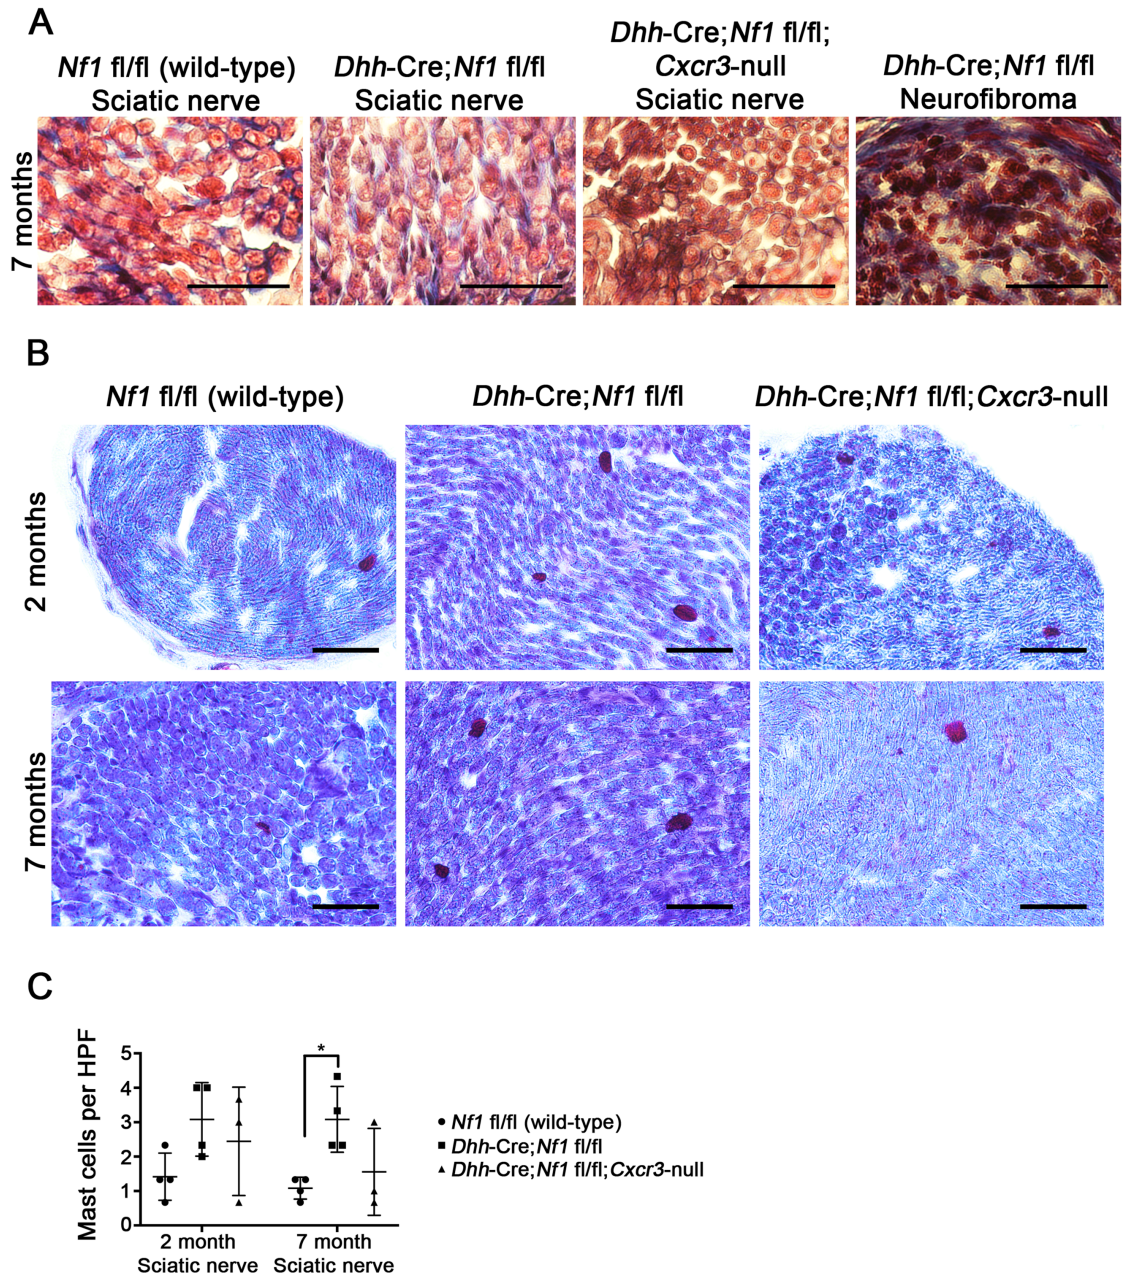 A
Nf1 fl/fl (wild-type)
Sciatic nerve
Dhh-Cre;Nf1 fl/fl
Sciatic nerve
Dhh-Cre;Nf1 fl/fl;
Cxcr3-null
Sciatic nerve
Dhh-Cre;Nf1 fl/fl
Neurofibroma
7 months
B
Nf1 fl/fl (wild-type)
Dhh-Cre;Nf1 fl/fl
Dhh-Cre;Nf1 fl/fl;Cxcr3-null
2 months
7 months
C
Mast cells per HPF
5
4
3
2
1
0
*
2 month
Sciatic nerve
7 month
Sciatic nerve
Nf1 fl/fl (wild-type)
Dhh-Cre;Nf1 fl/fl
Dhh-Cre;Nf1 fl/fl;Cxcr3-null